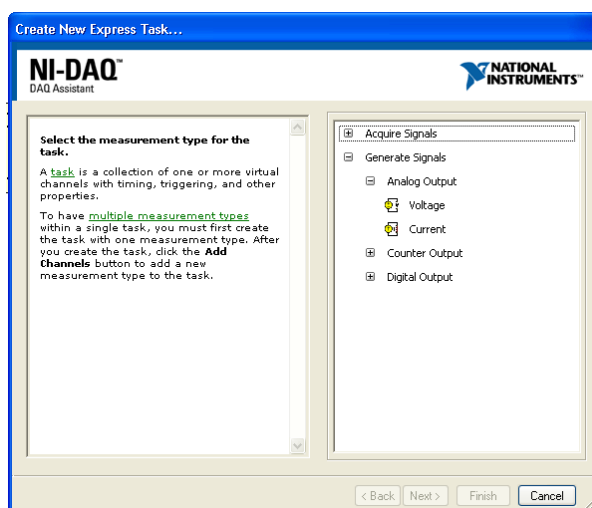 Create New Express Task...
NI-DAQ™
DAQ Assistant
NATIONAL
INSTRUMENTS™
Select the measurement type for the
task.
A task is a collection of one or more virtual
channels with timing, triggering, and other
properties.
To have multiple measurement types
within a single task, you must first create
the task with one measurement type. After
you create the task, click the Add
Channels button to add a new
measurement type to the task.
Acquire Signals
Generate Signals
Analog Output
Voltage
Current
Counter Output
Digital Output
< Back
Next >
Finish
Cancel